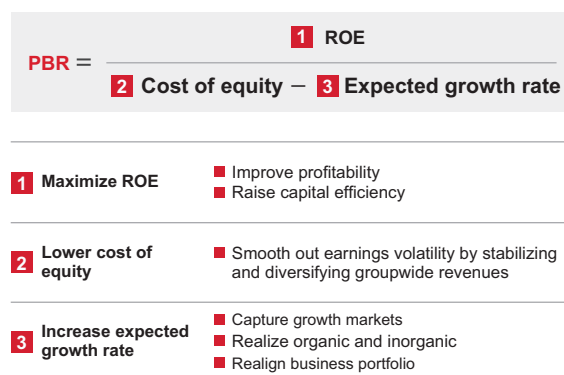 1 ROE
PBR =
2 Cost of equity − 3 Expected growth rate
1 Maximize ROE
Improve profitability
Raise capital efficiency
2 Lower cost of
equity
Smooth out earnings volatility by stabilizing
and diversifying groupwide revenues
3 Increase expected
growth rate
Capture growth markets
Realize organic and inorganic
Realign business portfolio